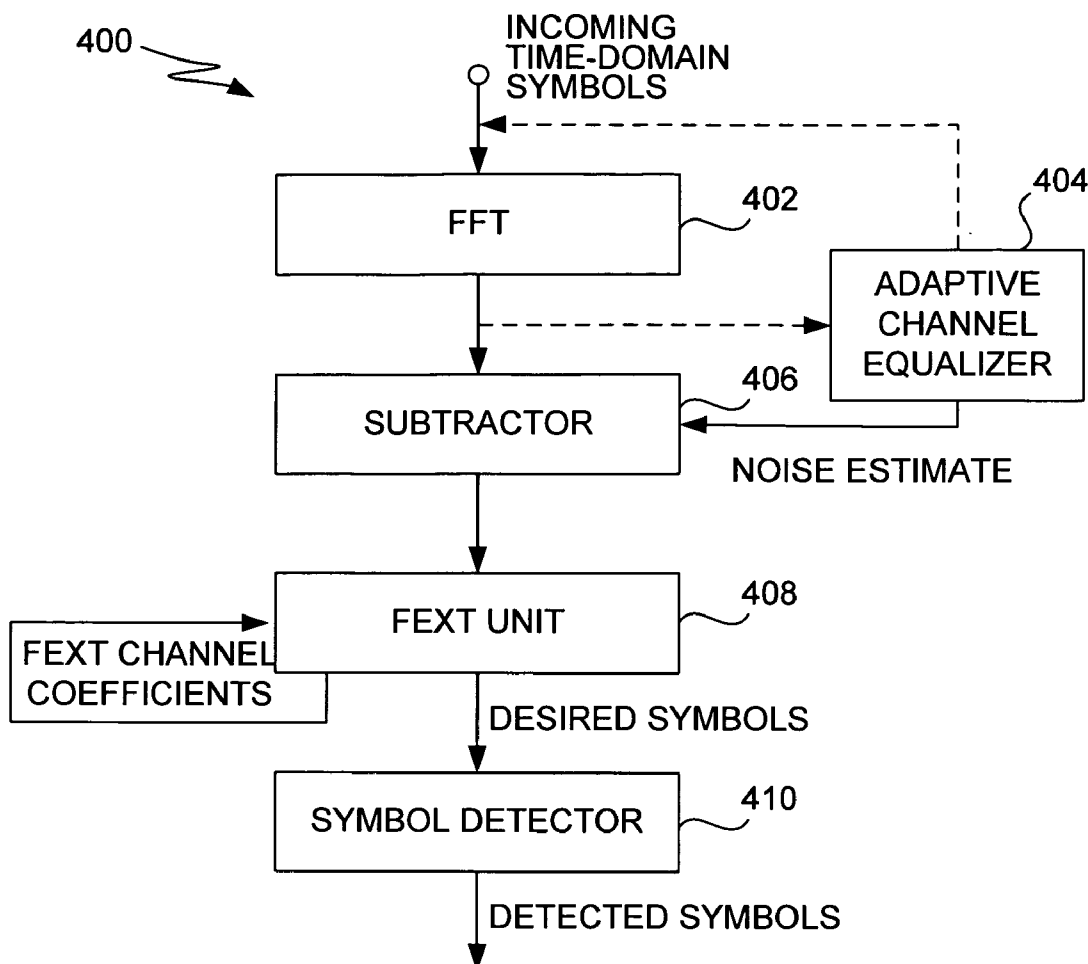 400
INCOMING
TIME-DOMAIN
SYMBOLS
FFT
402
404
ADAPTIVE
CHANNEL
EQUALIZER
SUBTRACTOR
406
NOISE ESTIMATE
FEXT UNIT
408
FEXT CHANNEL
COEFFICIENTS
DESIRED SYMBOLS
SYMBOL DETECTOR
410
DETECTED SYMBOLS